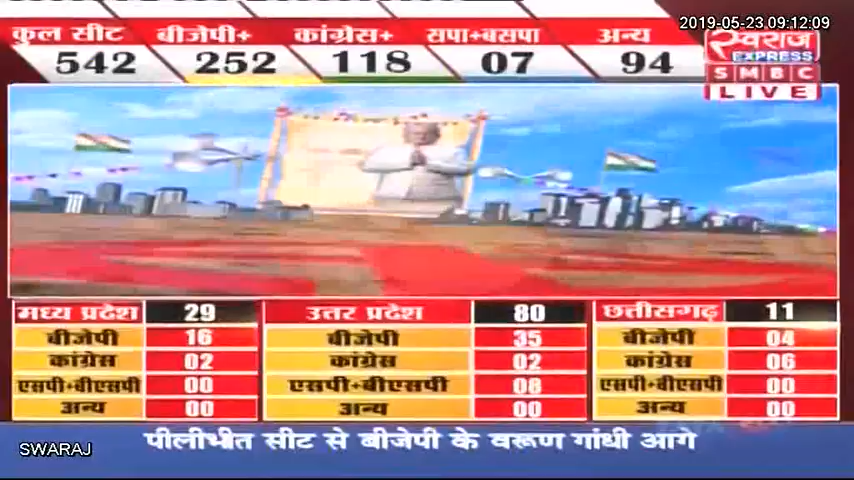 2019-05-23 09:12:09
कुल सीट बीजेपी+ कांग्रेस+ सपा+बसपा अन्य
542 252 118 07 94
स्वराज
EXPRESS
SMBC
LIVE
मध्य प्रदेश 29 उत्तर प्रदेश 80 छत्तीसगढ़ 11
बीजेपी 16 बीजेपी 35 बीजेपी 04
कांग्रेस 02 कांग्रेस 02 कांग्रेस 06
एसपी+बीएसपी 00 एसपी+बीएसपी 08 एसपी+बीएसपी 00
अन्य 00 अन्य 00 अन्य 00
पीलीभीत सीट से बीजेपी के वरूण गांधी आगे
SWARAJ